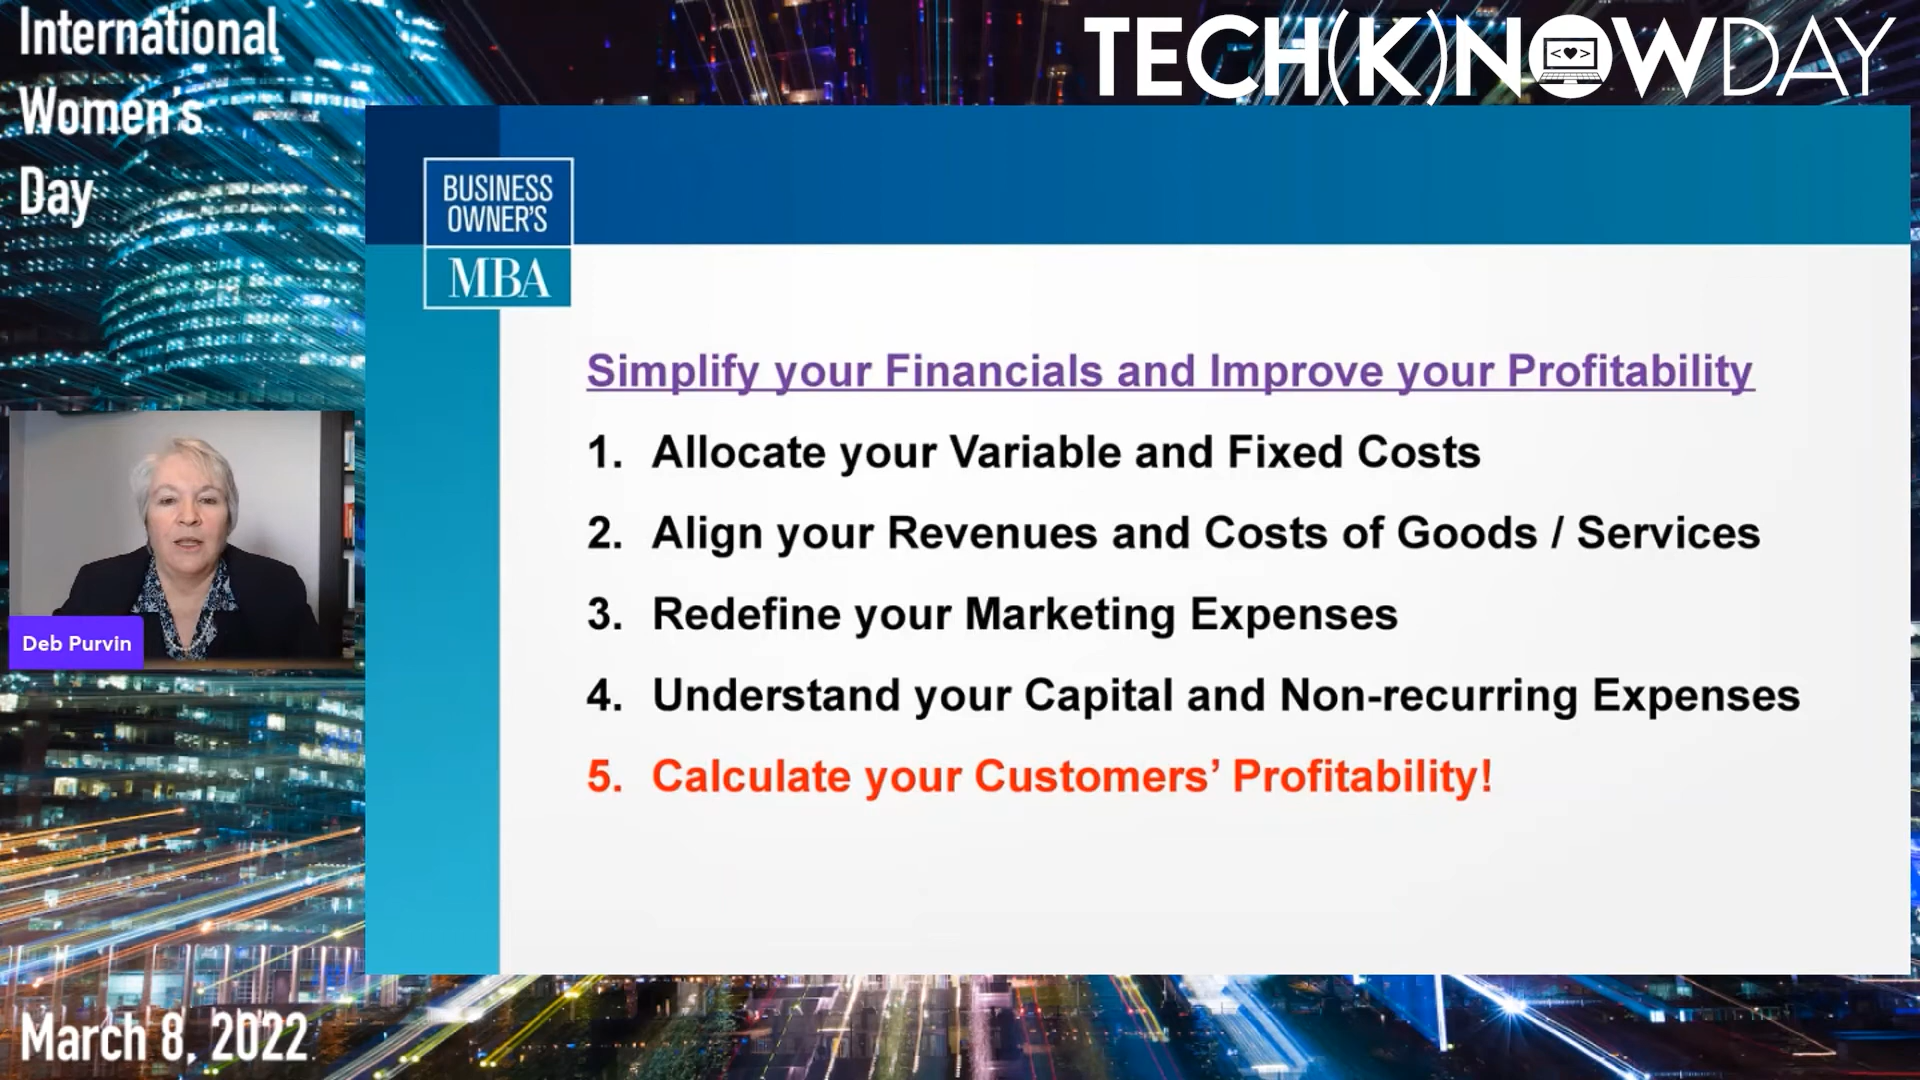 International
Women's
Day
TECH(K)NOWDAY
BUSINESS
OWNER'S
MBA
Simplify your Financials and Improve your Profitability
1. Allocate your Variable and Fixed Costs
2. Align your Revenues and Costs of Goods / Services
3. Redefine your Marketing Expenses
4. Understand your Capital and Non-recurring Expenses
5. Calculate your Customers’ Profitability!
Deb Purvin
March 8, 2022